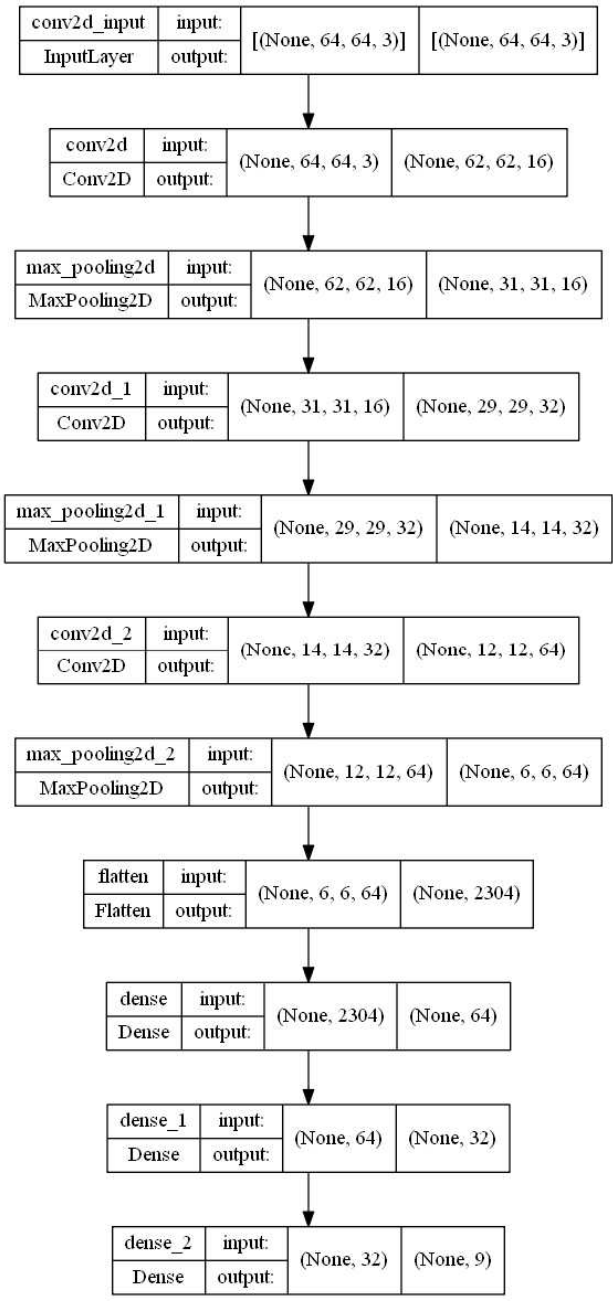 conv2d_input input: [(None, 64, 64, 3)] [(None, 64, 64, 3)]
InputLayer output:
conv2d input: (None, 64, 64, 3) (None, 62, 62, 16)
Conv2D output:
max_pooling2d input: (None, 62, 62, 16) (None, 31, 31, 16)
MaxPooling2D output:
conv2d_1 input: (None, 31, 31, 16) (None, 29, 29, 32)
Conv2D output:
max_pooling2d_1 input: (None, 29, 29, 32) (None, 14, 14, 32)
MaxPooling2D output:
conv2d_2 input: (None, 14, 14, 32) (None, 12, 12, 64)
Conv2D output:
max_pooling2d_2 input: (None, 12, 12, 64) (None, 6, 6, 64)
MaxPooling2D output:
flatten input: (None, 6, 6, 64) (None, 2304)
Flatten output:
dense input: (None, 2304) (None, 64)
Dense output:
dense_1 input: (None, 64) (None, 32)
Dense output:
dense_2 input: (None, 32) (None, 9)
Dense output: